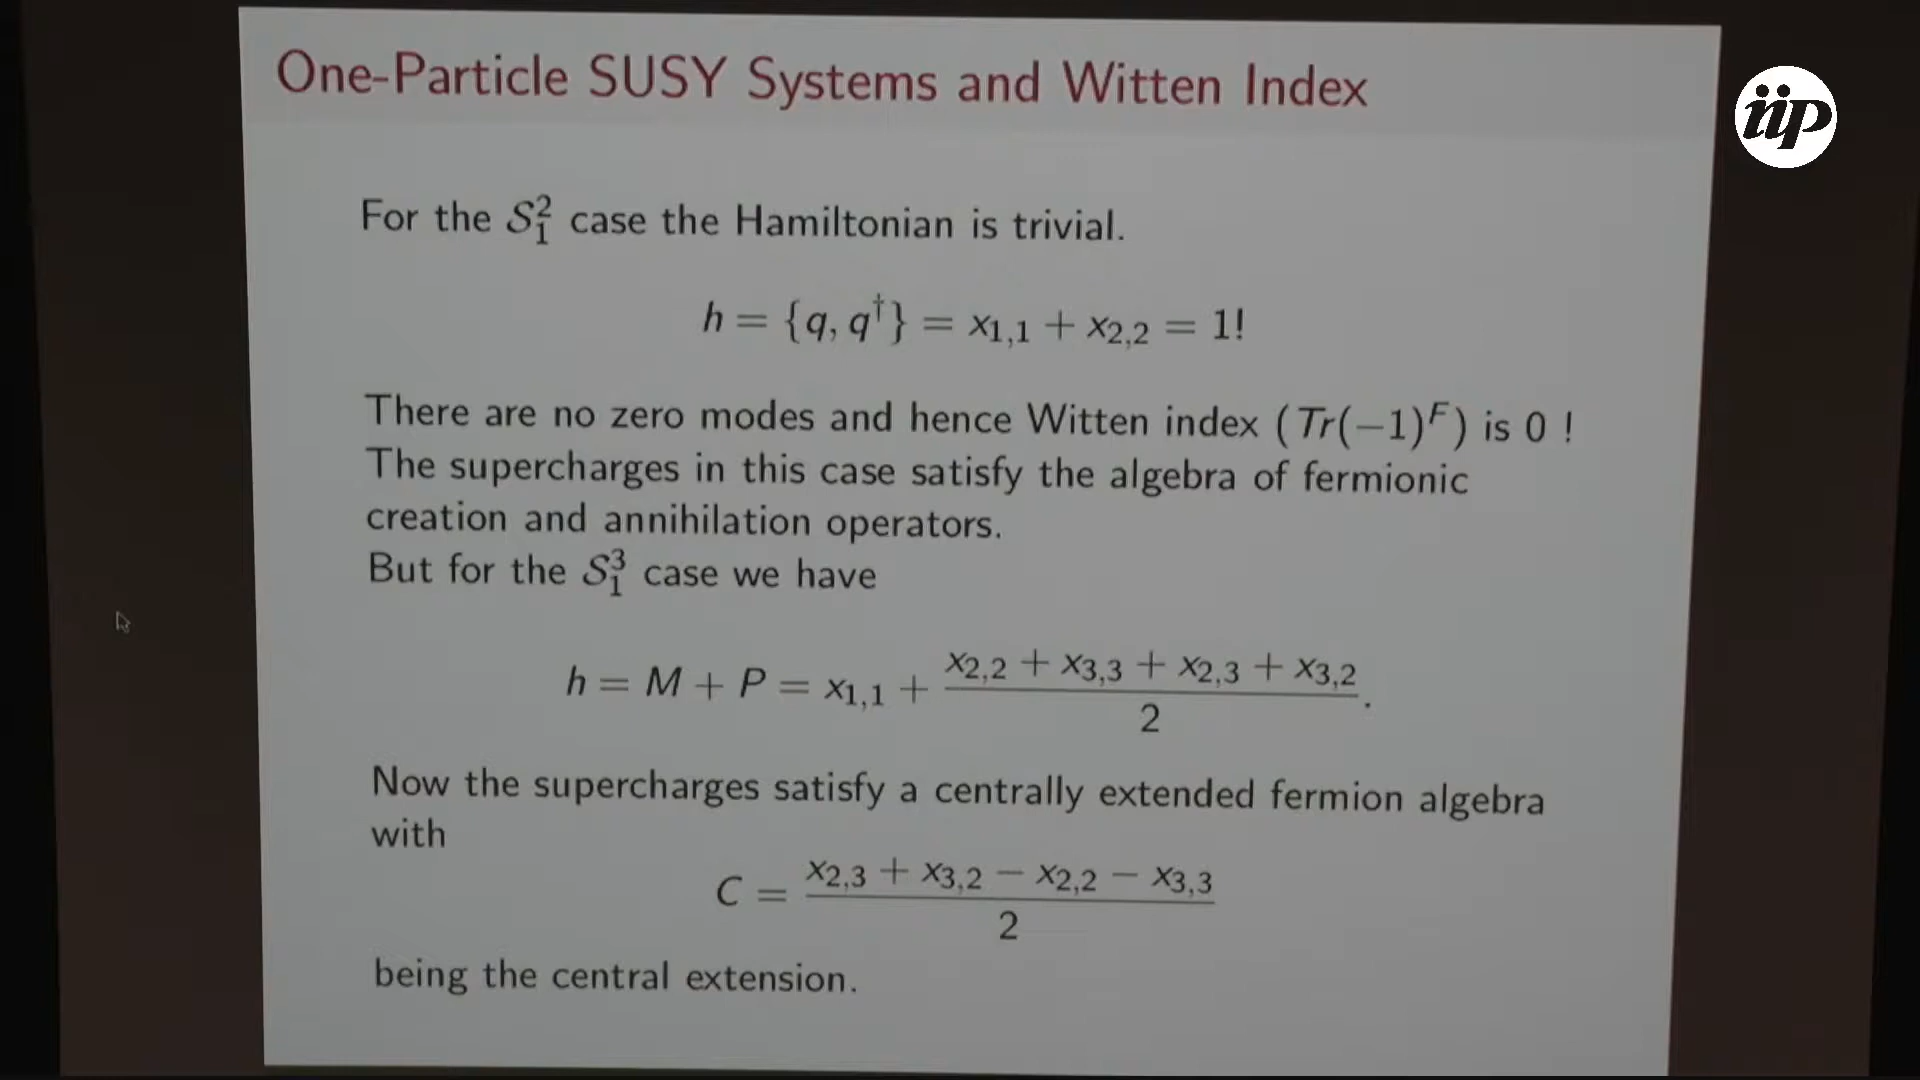 One-Particle SUSY Systems and Witten Index
iip
For the $\mathcal{S}_1^2$ case the Hamiltonian is trivial.
$h = \{q, q^\dagger\} = x_{1,1} + x_{2,2} = 1!$
There are no zero modes and hence Witten index $(Tr(-1)^F)$ is 0 !
The supercharges in this case satisfy the algebra of fermionic
creation and annihilation operators.
But for the $\mathcal{S}_1^3$ case we have
$h = M + P = x_{1,1} + \frac{x_{2,2} + x_{3,3} + x_{2,3} + x_{3,2}}{2}.$
Now the supercharges satisfy a centrally extended fermion algebra
with
$C = \frac{x_{2,3} + x_{3,2} - x_{2,2} - x_{3,3}}{2}$
being the central extension.